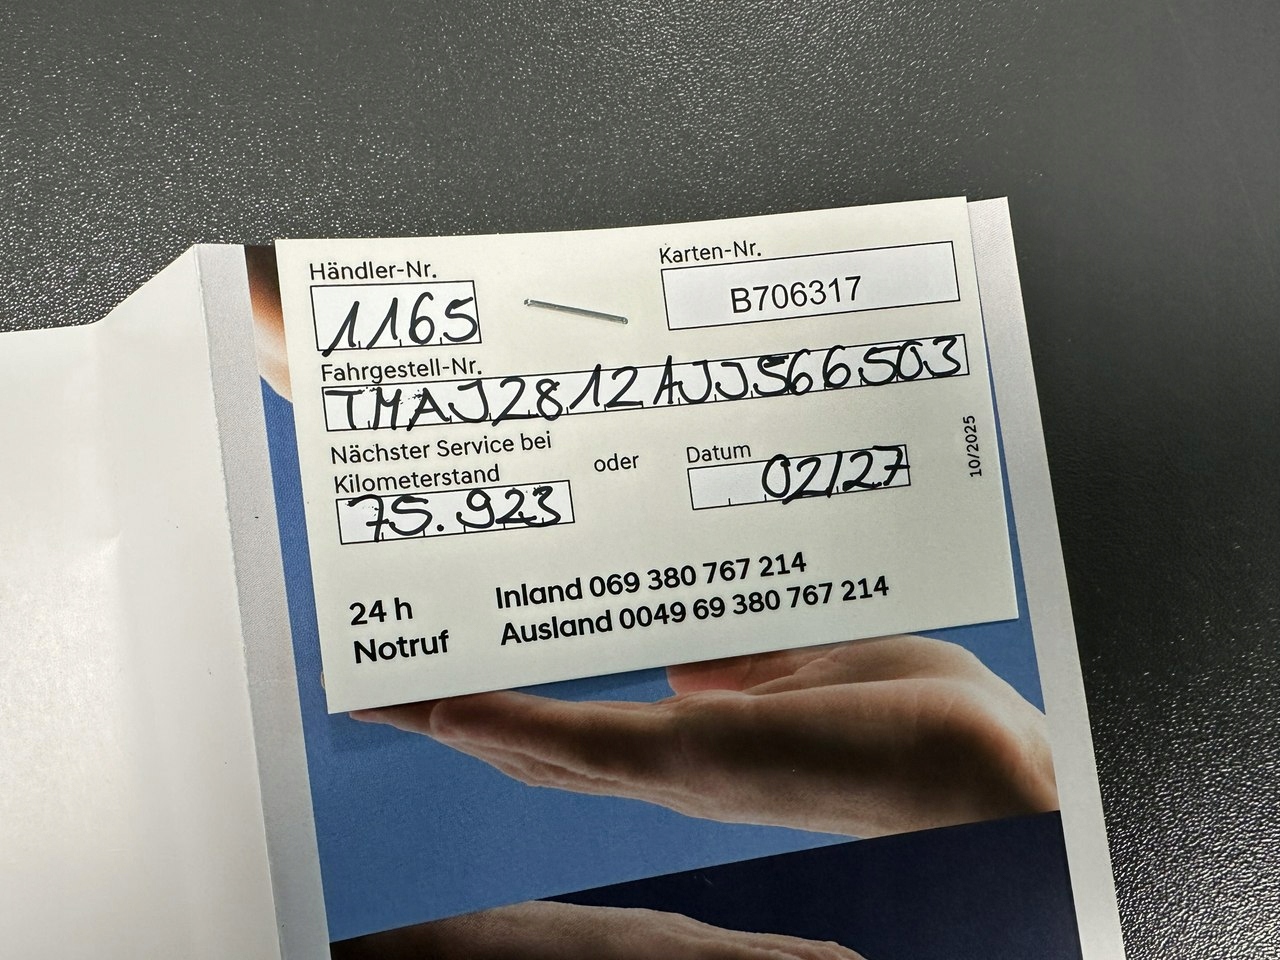 Händler-Nr.
1165
Karten-Nr.
B706317
Fahrgestell-Nr.
TMAJ2812AJJ566503
Nächster Service bei
Kilometerstand
75.923
oder
Datum
02/27
10/2025
24 h
Notruf
Inland 069 380 767 214
Ausland 0049 69 380 767 214